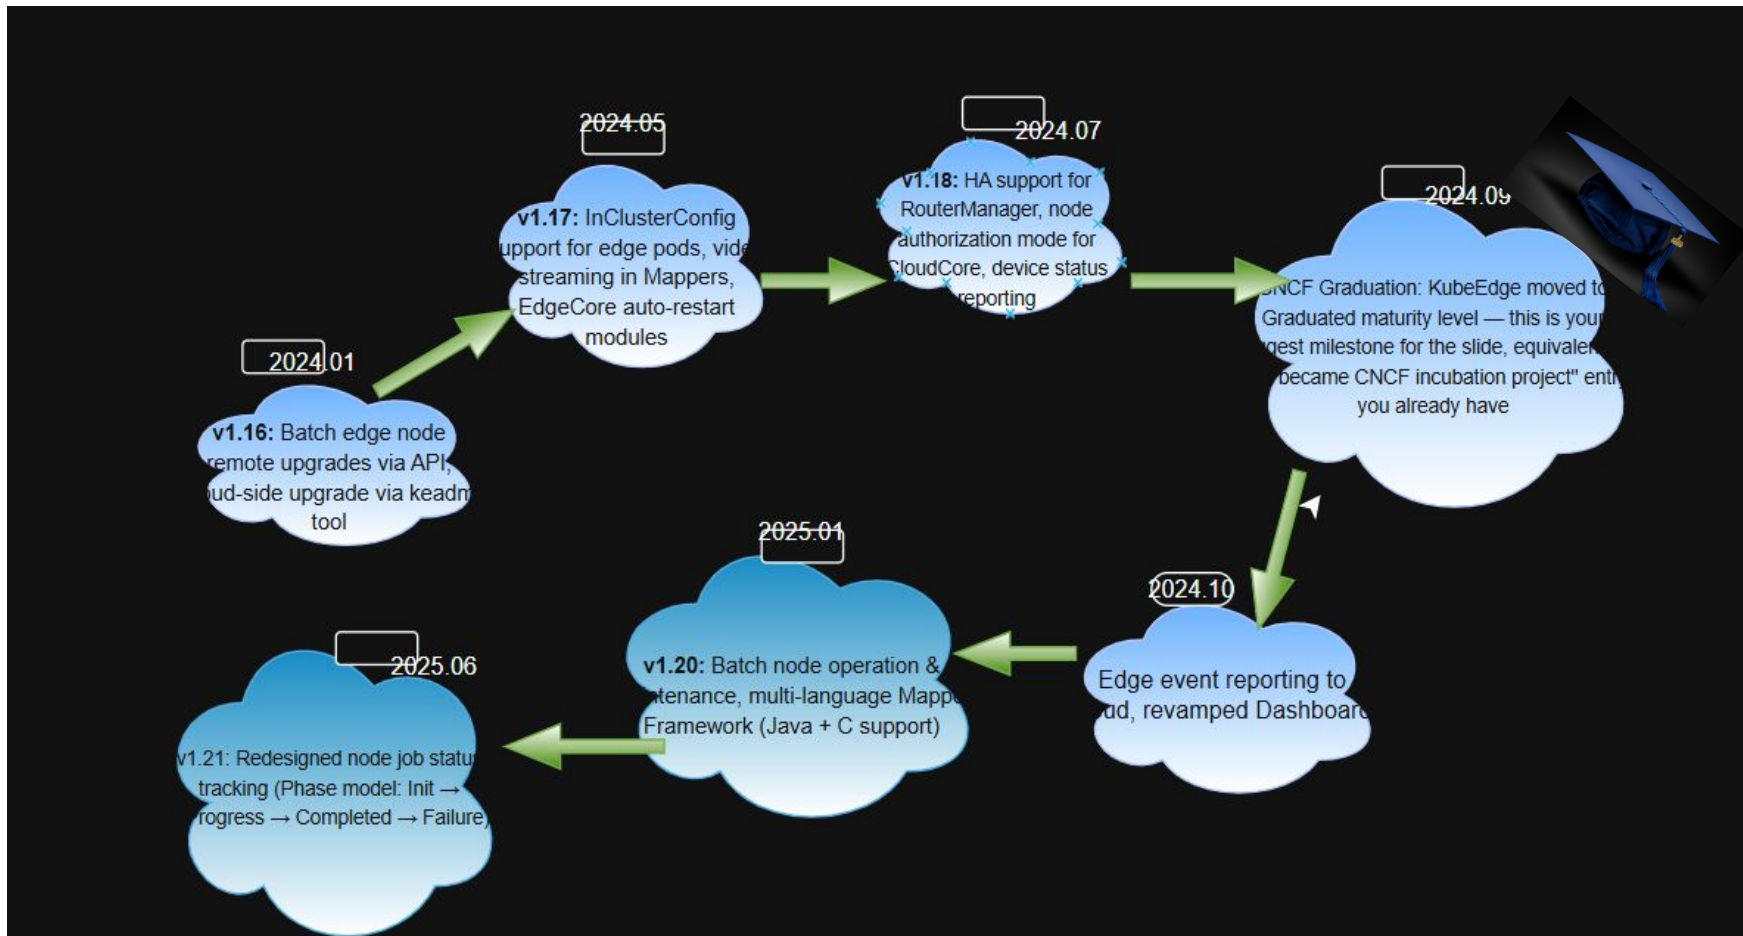 2024.01
v1.16: Batch edge node
remote upgrades via API,
oud-side upgrade via keadm
tool
2024.05
v1.17: InClusterConfig
upport for edge pods, vide
streaming in Mappers,
EdgeCore auto-restart
modules
2024.07
v1.18: HA support for
RouterManager, node
authorization mode for
CloudCore, device status
reporting
2024.09
CNCF Graduation: KubeEdge moved to
Graduated maturity level — this is your
gest milestone for the slide, equivalen
became CNCF incubation project" entr
you already have
2024.10
Edge event reporting to
ud, revamped Dashboard
2025.01
v1.20: Batch node operation &
ntenance, multi-language Mappe
Framework (Java + C support)
2025.06
v1.21: Redesigned node job status
tracking (Phase model: Init →
rogress → Completed → Failure)